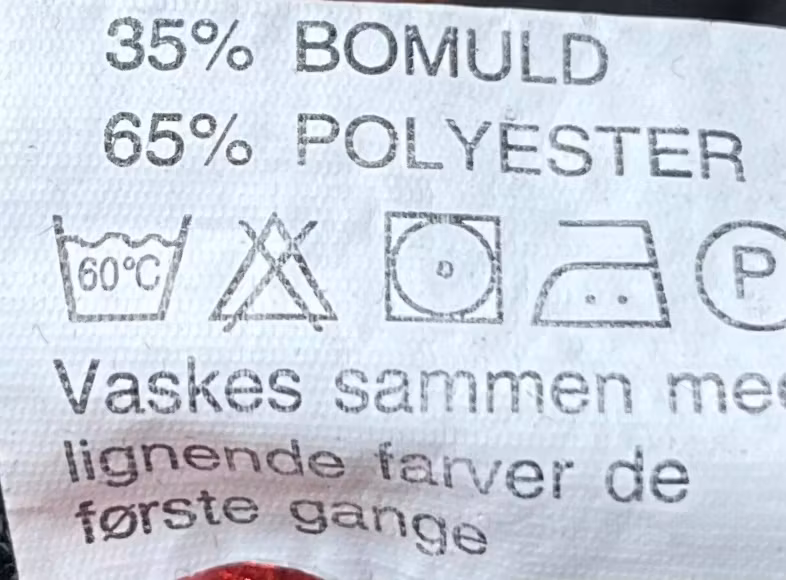 35% BOMULD
65% POLYESTER
60°C P
Vaskes sammen
lignende farver de
første gange